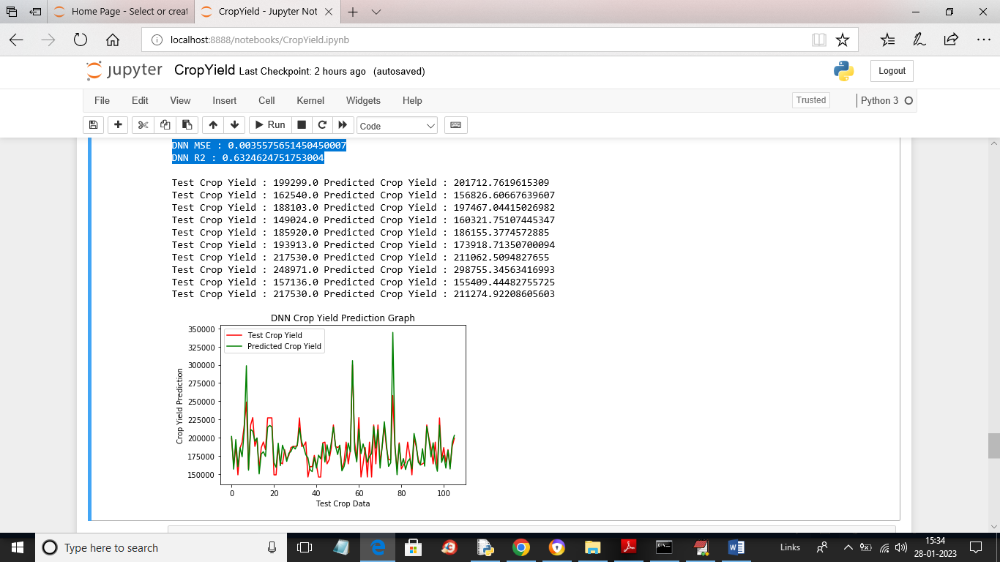 Home Page - Select or creat
CropYield - Jupyter Not
localhost:8888/notebooks/CropYield.ipynb
jupyter CropYield Last Checkpoint: 2 hours ago (autosaved)
Logout
File Edit View Insert Cell Kernel Widgets Help
Trusted
Python 3
Run
Code
DNN MSE : 0.0035575651450450007
DNN R2 : 0.6324624751753004
Test Crop Yield : 199299.0 Predicted Crop Yield : 201712.7619615309
Test Crop Yield : 162540.0 Predicted Crop Yield : 156826.60667639607
Test Crop Yield : 188103.0 Predicted Crop Yield : 197467.04415026982
Test Crop Yield : 149024.0 Predicted Crop Yield : 160321.75107445347
Test Crop Yield : 185920.0 Predicted Crop Yield : 186155.3774572885
Test Crop Yield : 193913.0 Predicted Crop Yield : 173918.71350700094
Test Crop Yield : 217530.0 Predicted Crop Yield : 211062.5094827655
Test Crop Yield : 248971.0 Predicted Crop Yield : 298755.34563416993
Test Crop Yield : 157136.0 Predicted Crop Yield : 155409.44482755725
Test Crop Yield : 217530.0 Predicted Crop Yield : 211274.92208605603
DNN Crop Yield Prediction Graph
Test Crop Yield
Predicted Crop Yield
Crop Yield Prediction
350000
325000
300000
275000
250000
225000
200000
175000
150000
0 20 40 60 80 100
Test Crop Data
Type here to search
Links
15:34
28-01-2023